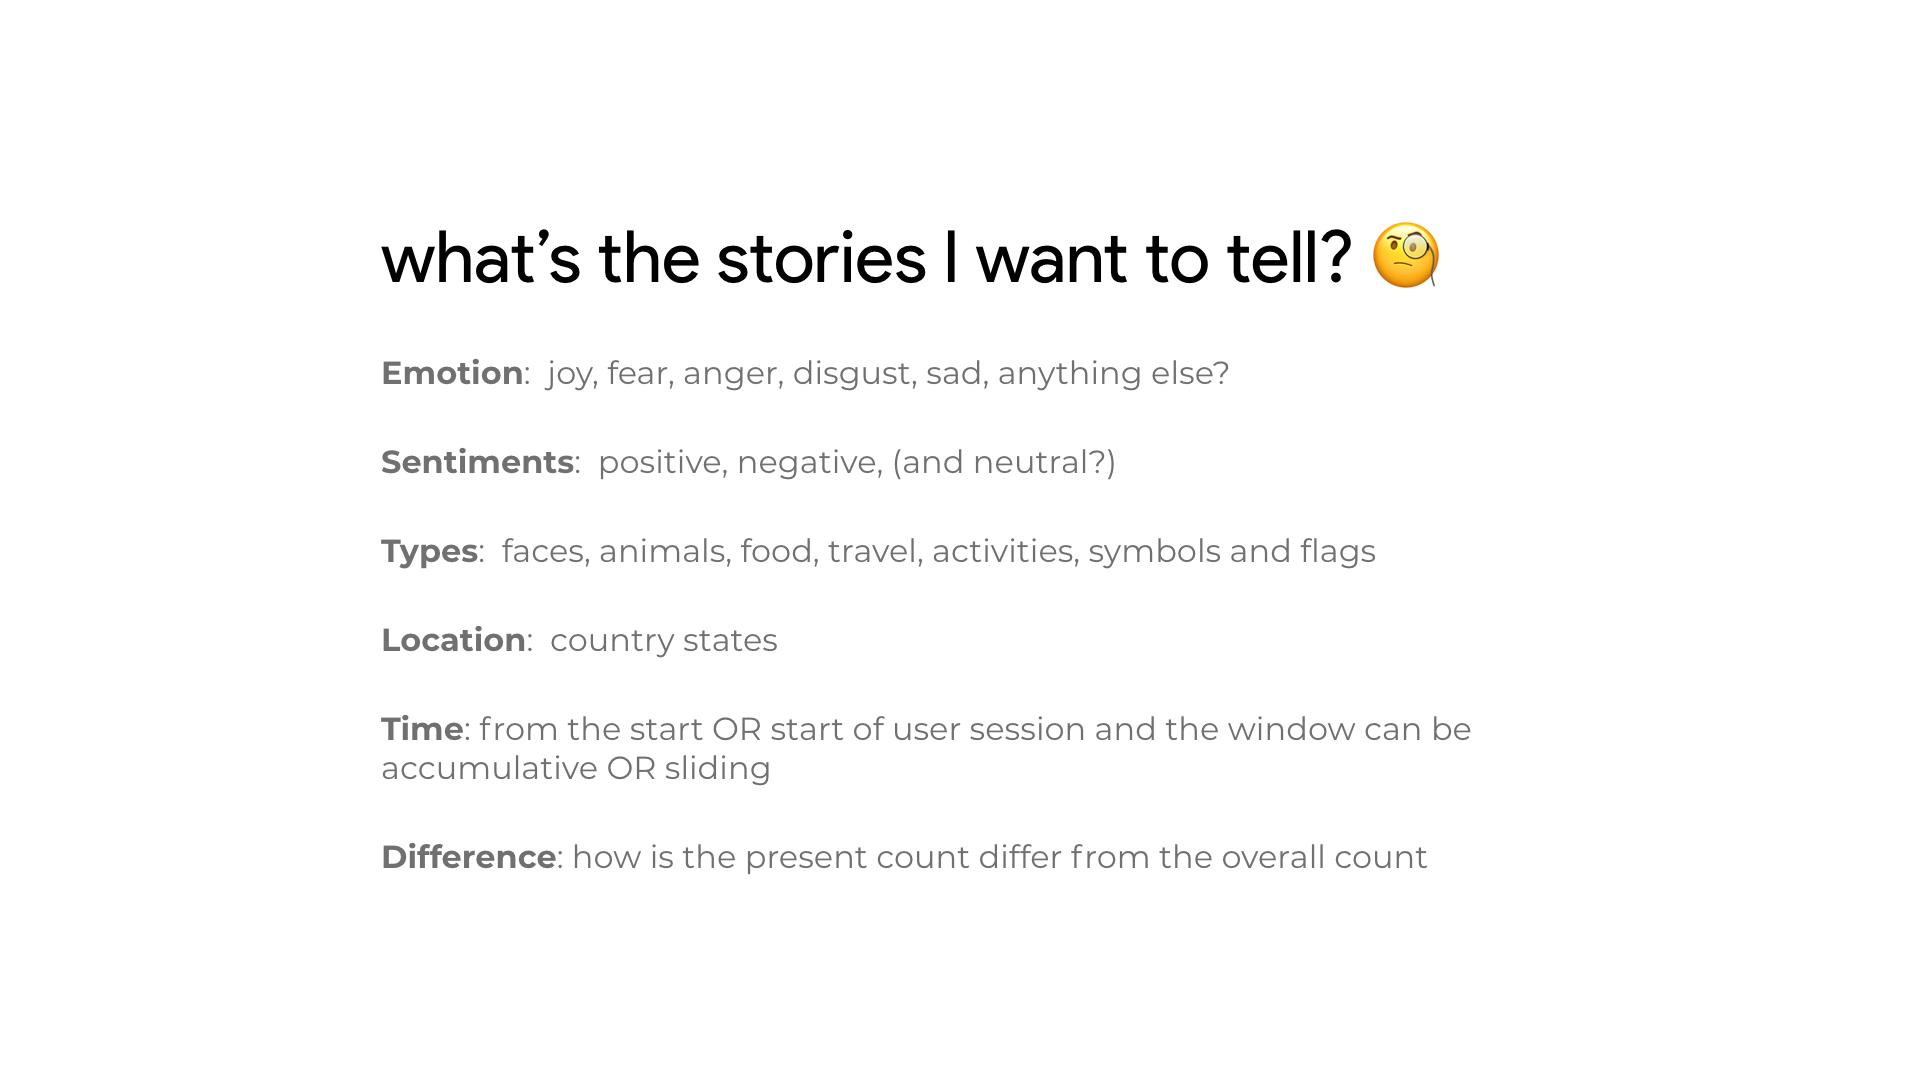 what’s the stories I want to tell? 🧐
Emotion: joy, fear, anger, disgust, sad, anything else?
Sentiments: positive, negative, (and neutral?)
Types: faces, animals, food, travel, activities, symbols and flags
Location: country states
Time: from the start OR start of user session and the window can be
accumulative OR sliding
Difference: how is the present count differ from the overall count